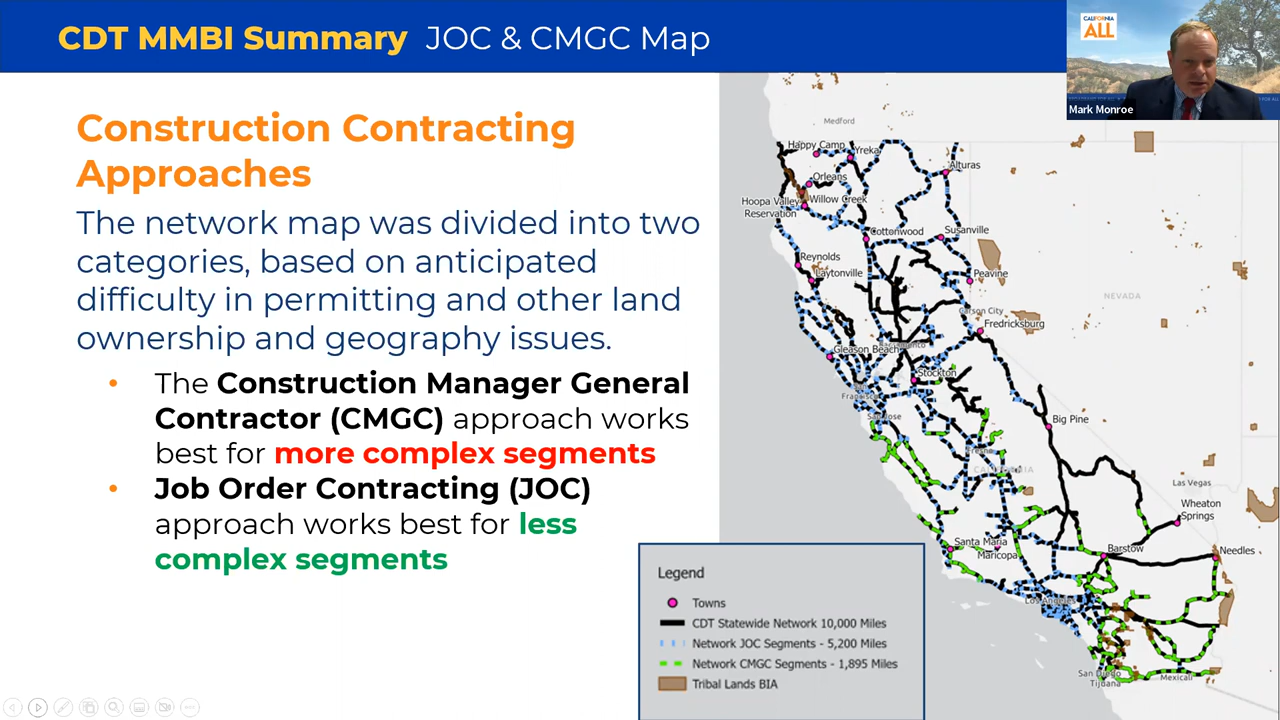 CDT MMBI Summary JOC & CMGC Map
CALIFORNIA
ALL
Mark Monroe
Construction Contracting
Approaches
The network map was divided into two
categories, based on anticipated
difficulty in permitting and other land
ownership and geography issues.
• The Construction Manager General
Contractor (CMGC) approach works
best for more complex segments
• Job Order Contracting (JOC)
approach works best for less
complex segments
Medford
Happy Camp
Yreka
Alturas
Orleans
Hoopa Valley
Reservation
Willow Creek
Cottonwood
Susanville
Reynolds
Laytonville
Peavine
NEVADA
Carson City
Fredricksburg
Gleason Beach
Stockton
San
Francisco
San Jose
Big Pine
Fresno
CALIFORNIA
Las Vegas
Wheaton
Springs
Santa Maria
Maricopa
Barstow
Needles
Los Angeles
San Diego
Tijuana
Mexicali
Legend
Towns
CDT Statewide Network 10,000 Miles
Network JOC Segments - 5,200 Miles
Network CMGC Segments - 1,895 Miles
Tribal Lands BIA